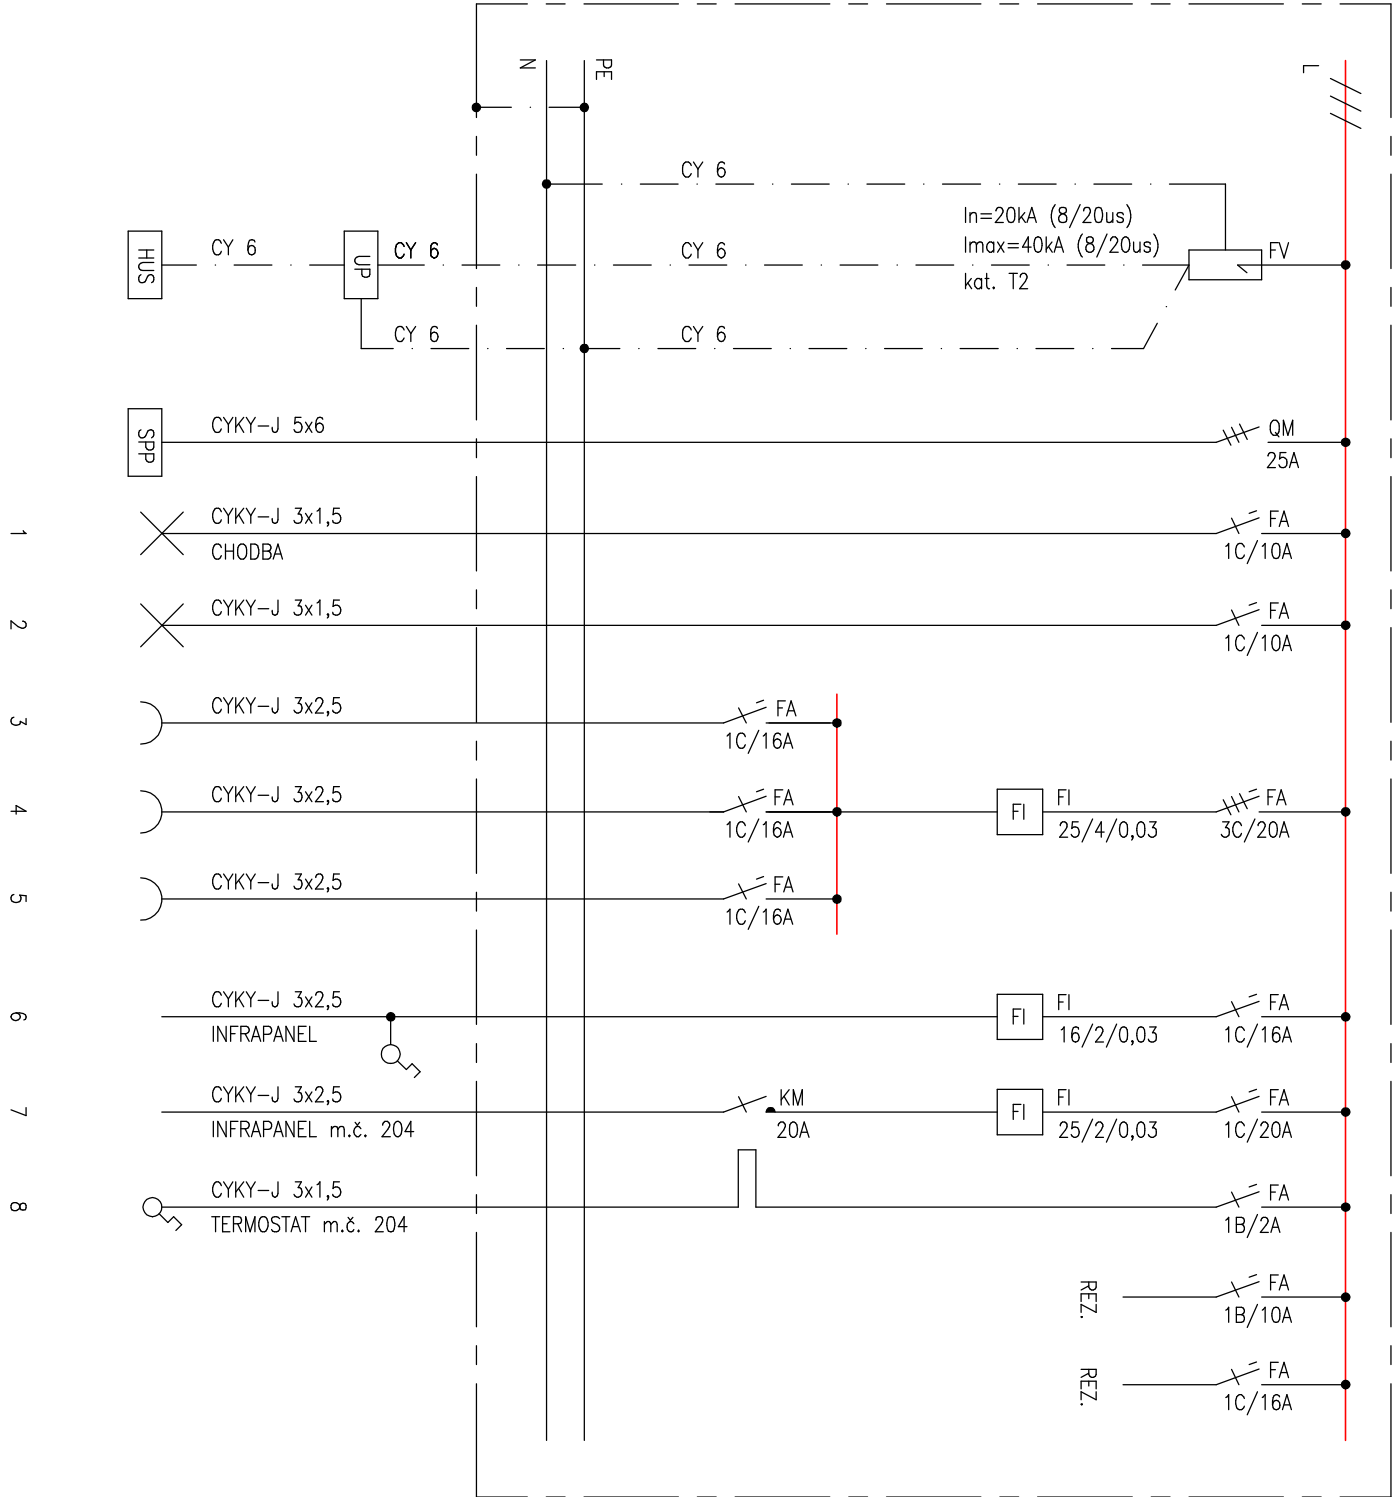 N
PE
L
CY 6
In=20kA (8/20us)
Imax=40kA (8/20us)
kat. T2
HUS
CY 6
UP
CY 6
CY 6
FV
CY 6
CY 6
SPP
CYKY-J 5x6
QM
25A
1
CYKY-J 3x1,5
CHODBA
FA
1C/10A
2
CYKY-J 3x1,5
FA
1C/10A
3
CYKY-J 3x2,5
FA
1C/16A
4
CYKY-J 3x2,5
FA
1C/16A
FI
FI
25/4/0,03
FA
3C/20A
5
CYKY-J 3x2,5
FA
1C/16A
6
CYKY-J 3x2,5
INFRAPANEL
FI
FI
16/2/0,03
FA
1C/16A
7
CYKY-J 3x2,5
INFRAPANEL m.č. 204
KM
20A
FI
FI
25/2/0,03
FA
1C/20A
8
CYKY-J 3x1,5
TERMOSTAT m.č. 204
FA
1B/2A
REZ.
FA
1B/10A
REZ.
FA
1C/16A